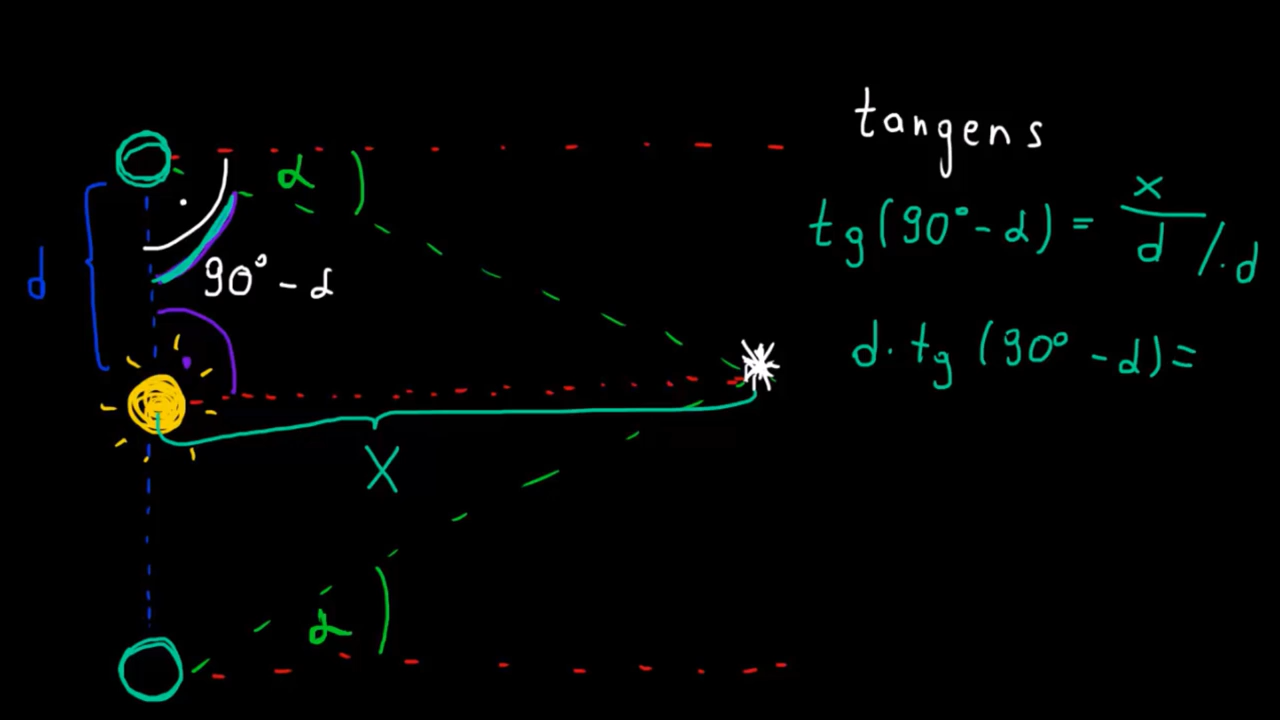 tangens
α
tg(90° - α) = x/d /·d
d
90° - α
d · tg (90° - α) =
X
α